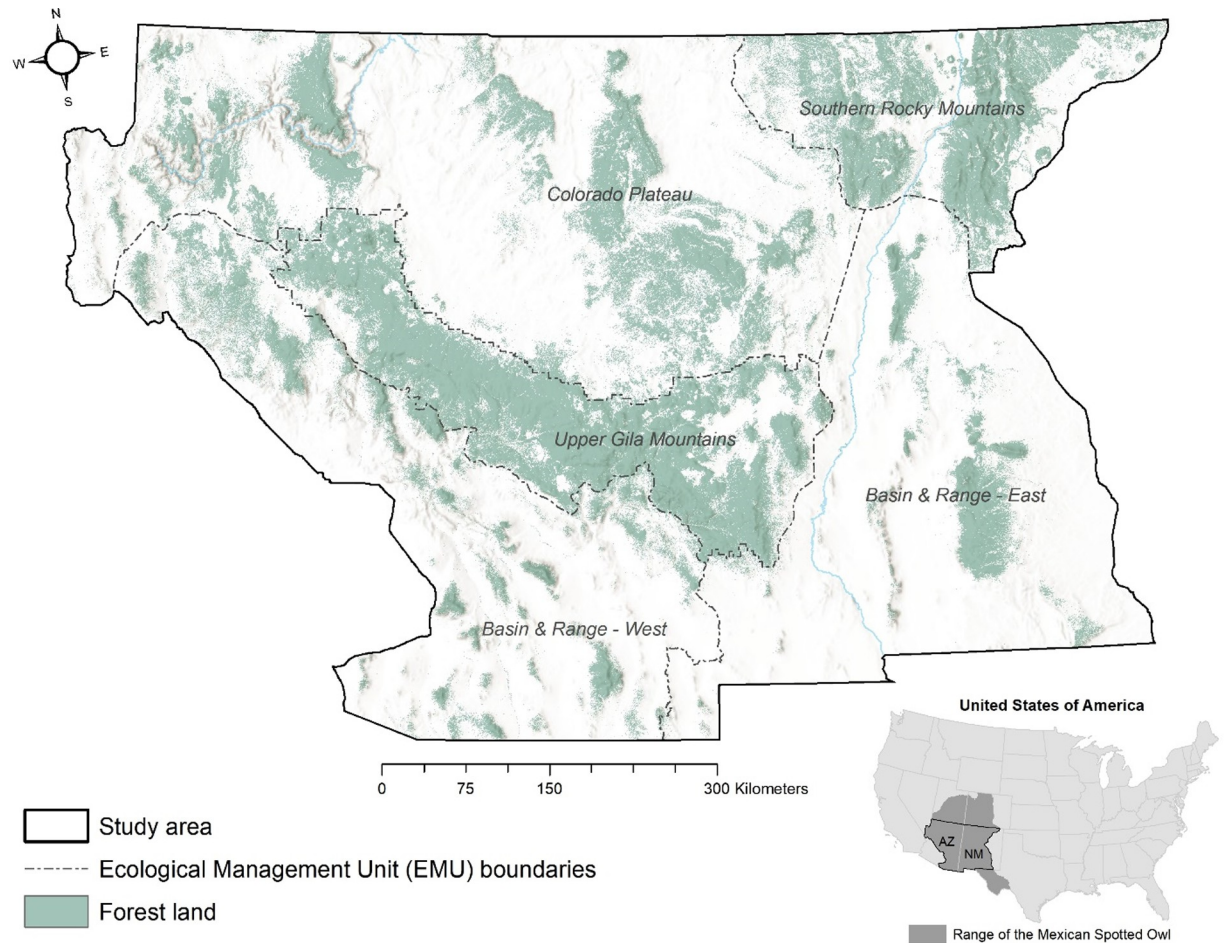 N
W E
S
Southern Rocky Mountains
Colorado Plateau
Upper Gila Mountains
Basin & Range - East
Basin & Range - West
0 75 150 300 Kilometers
Study area
Ecological Management Unit (EMU) boundaries
Forest land
United States of America
AZ
NM
Range of the Mexican Spotted Owl